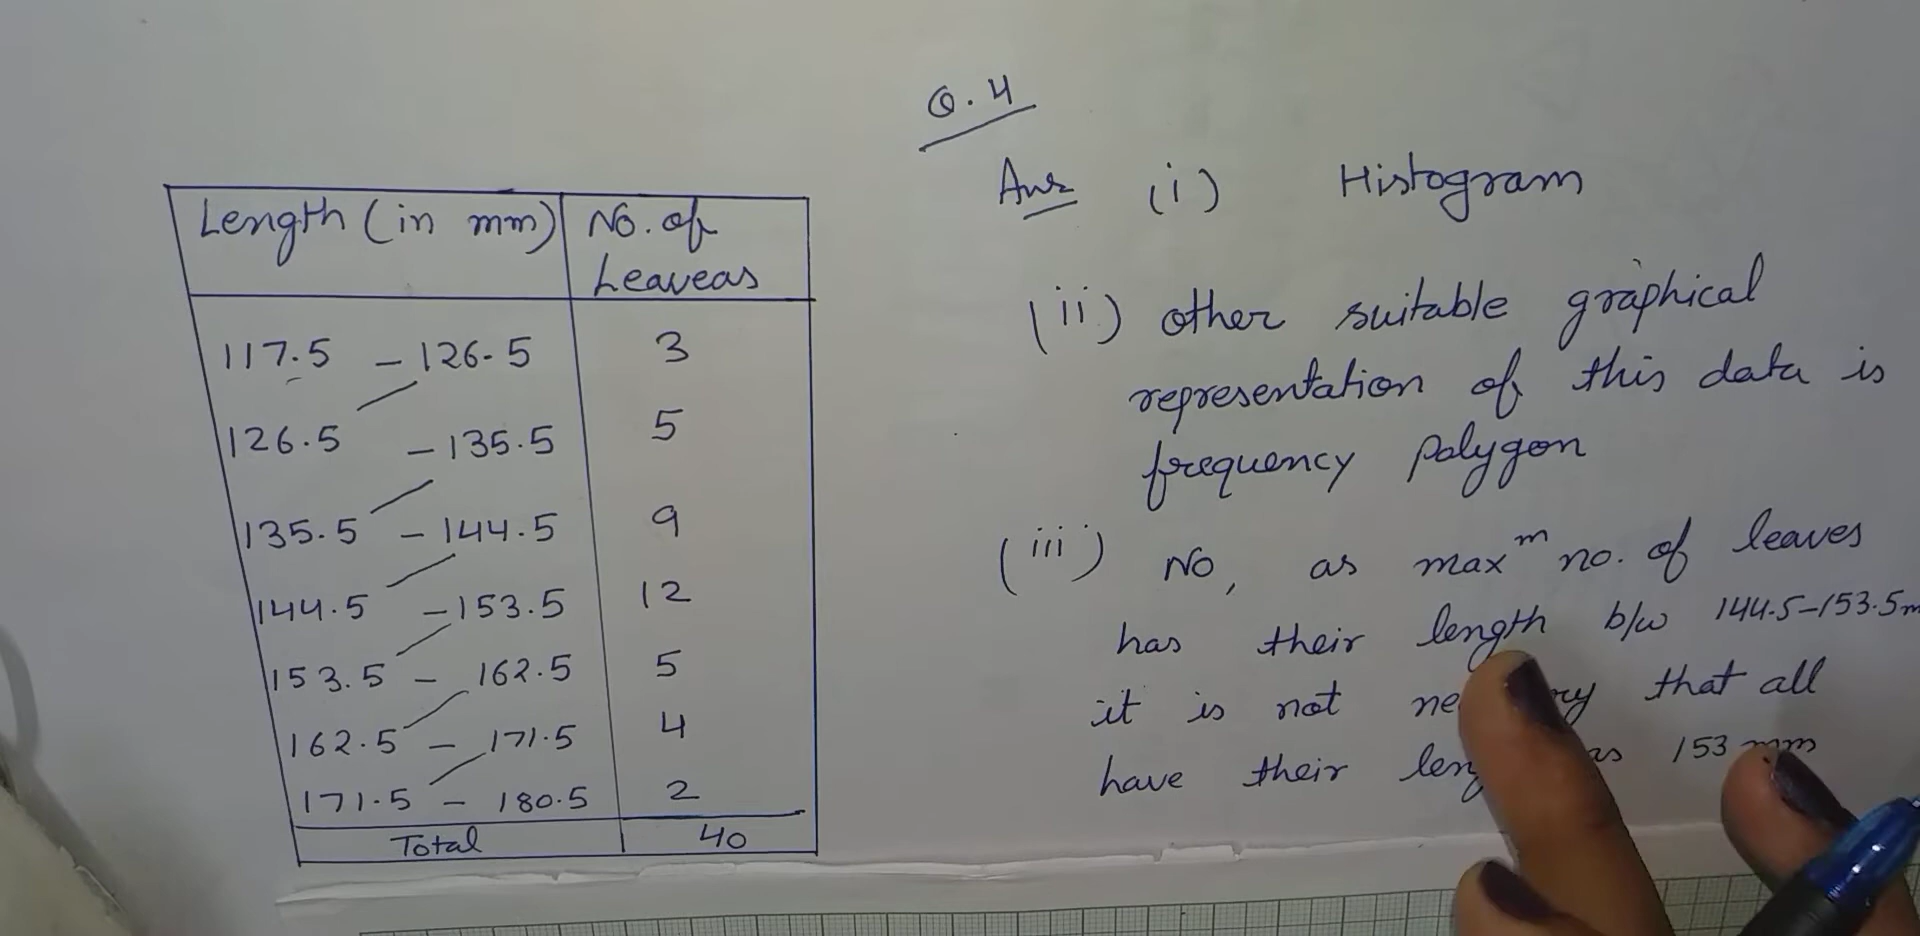 Q.4
Ans (i) Histogram
Length (in mm) No. of
Leaveas
117.5 - 126.5 3
126.5 - 135.5 5
135.5 - 144.5 9
144.5 - 153.5 12
153.5 - 162.5 5
162.5 - 171.5 4
171.5 - 180.5 2
Total 40
(ii) other suitable graphical
representation of this data is
frequency polygon
(iii) No, as maxᵐ no. of leaves
has their length b/w 144.5-153.5m
it is not that all
have their as 153 mm